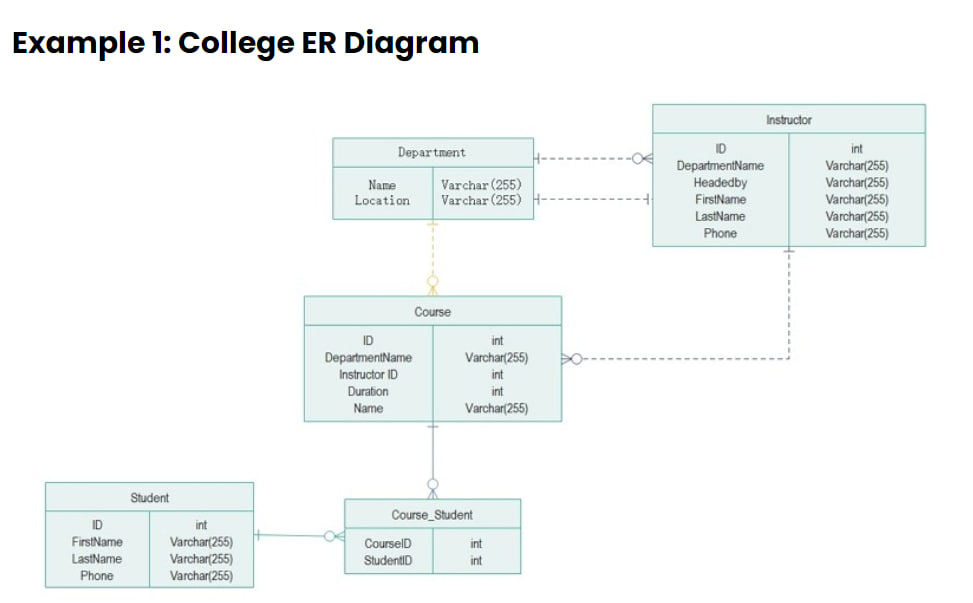 Example 1: College ER Diagram
Instructor
ID int
DepartmentName Varchar(255)
Headedby Varchar(255)
FirstName Varchar(255)
LastName Varchar(255)
Phone Varchar(255)
Department
Name Varchar(255)
Location Varchar(255)
Course
ID int
DepartmentName Varchar(255)
Instructor ID int
Duration int
Name Varchar(255)
Student
ID int
FirstName Varchar(255)
LastName Varchar(255)
Phone Varchar(255)
Course_Student
CourseID int
StudentID int